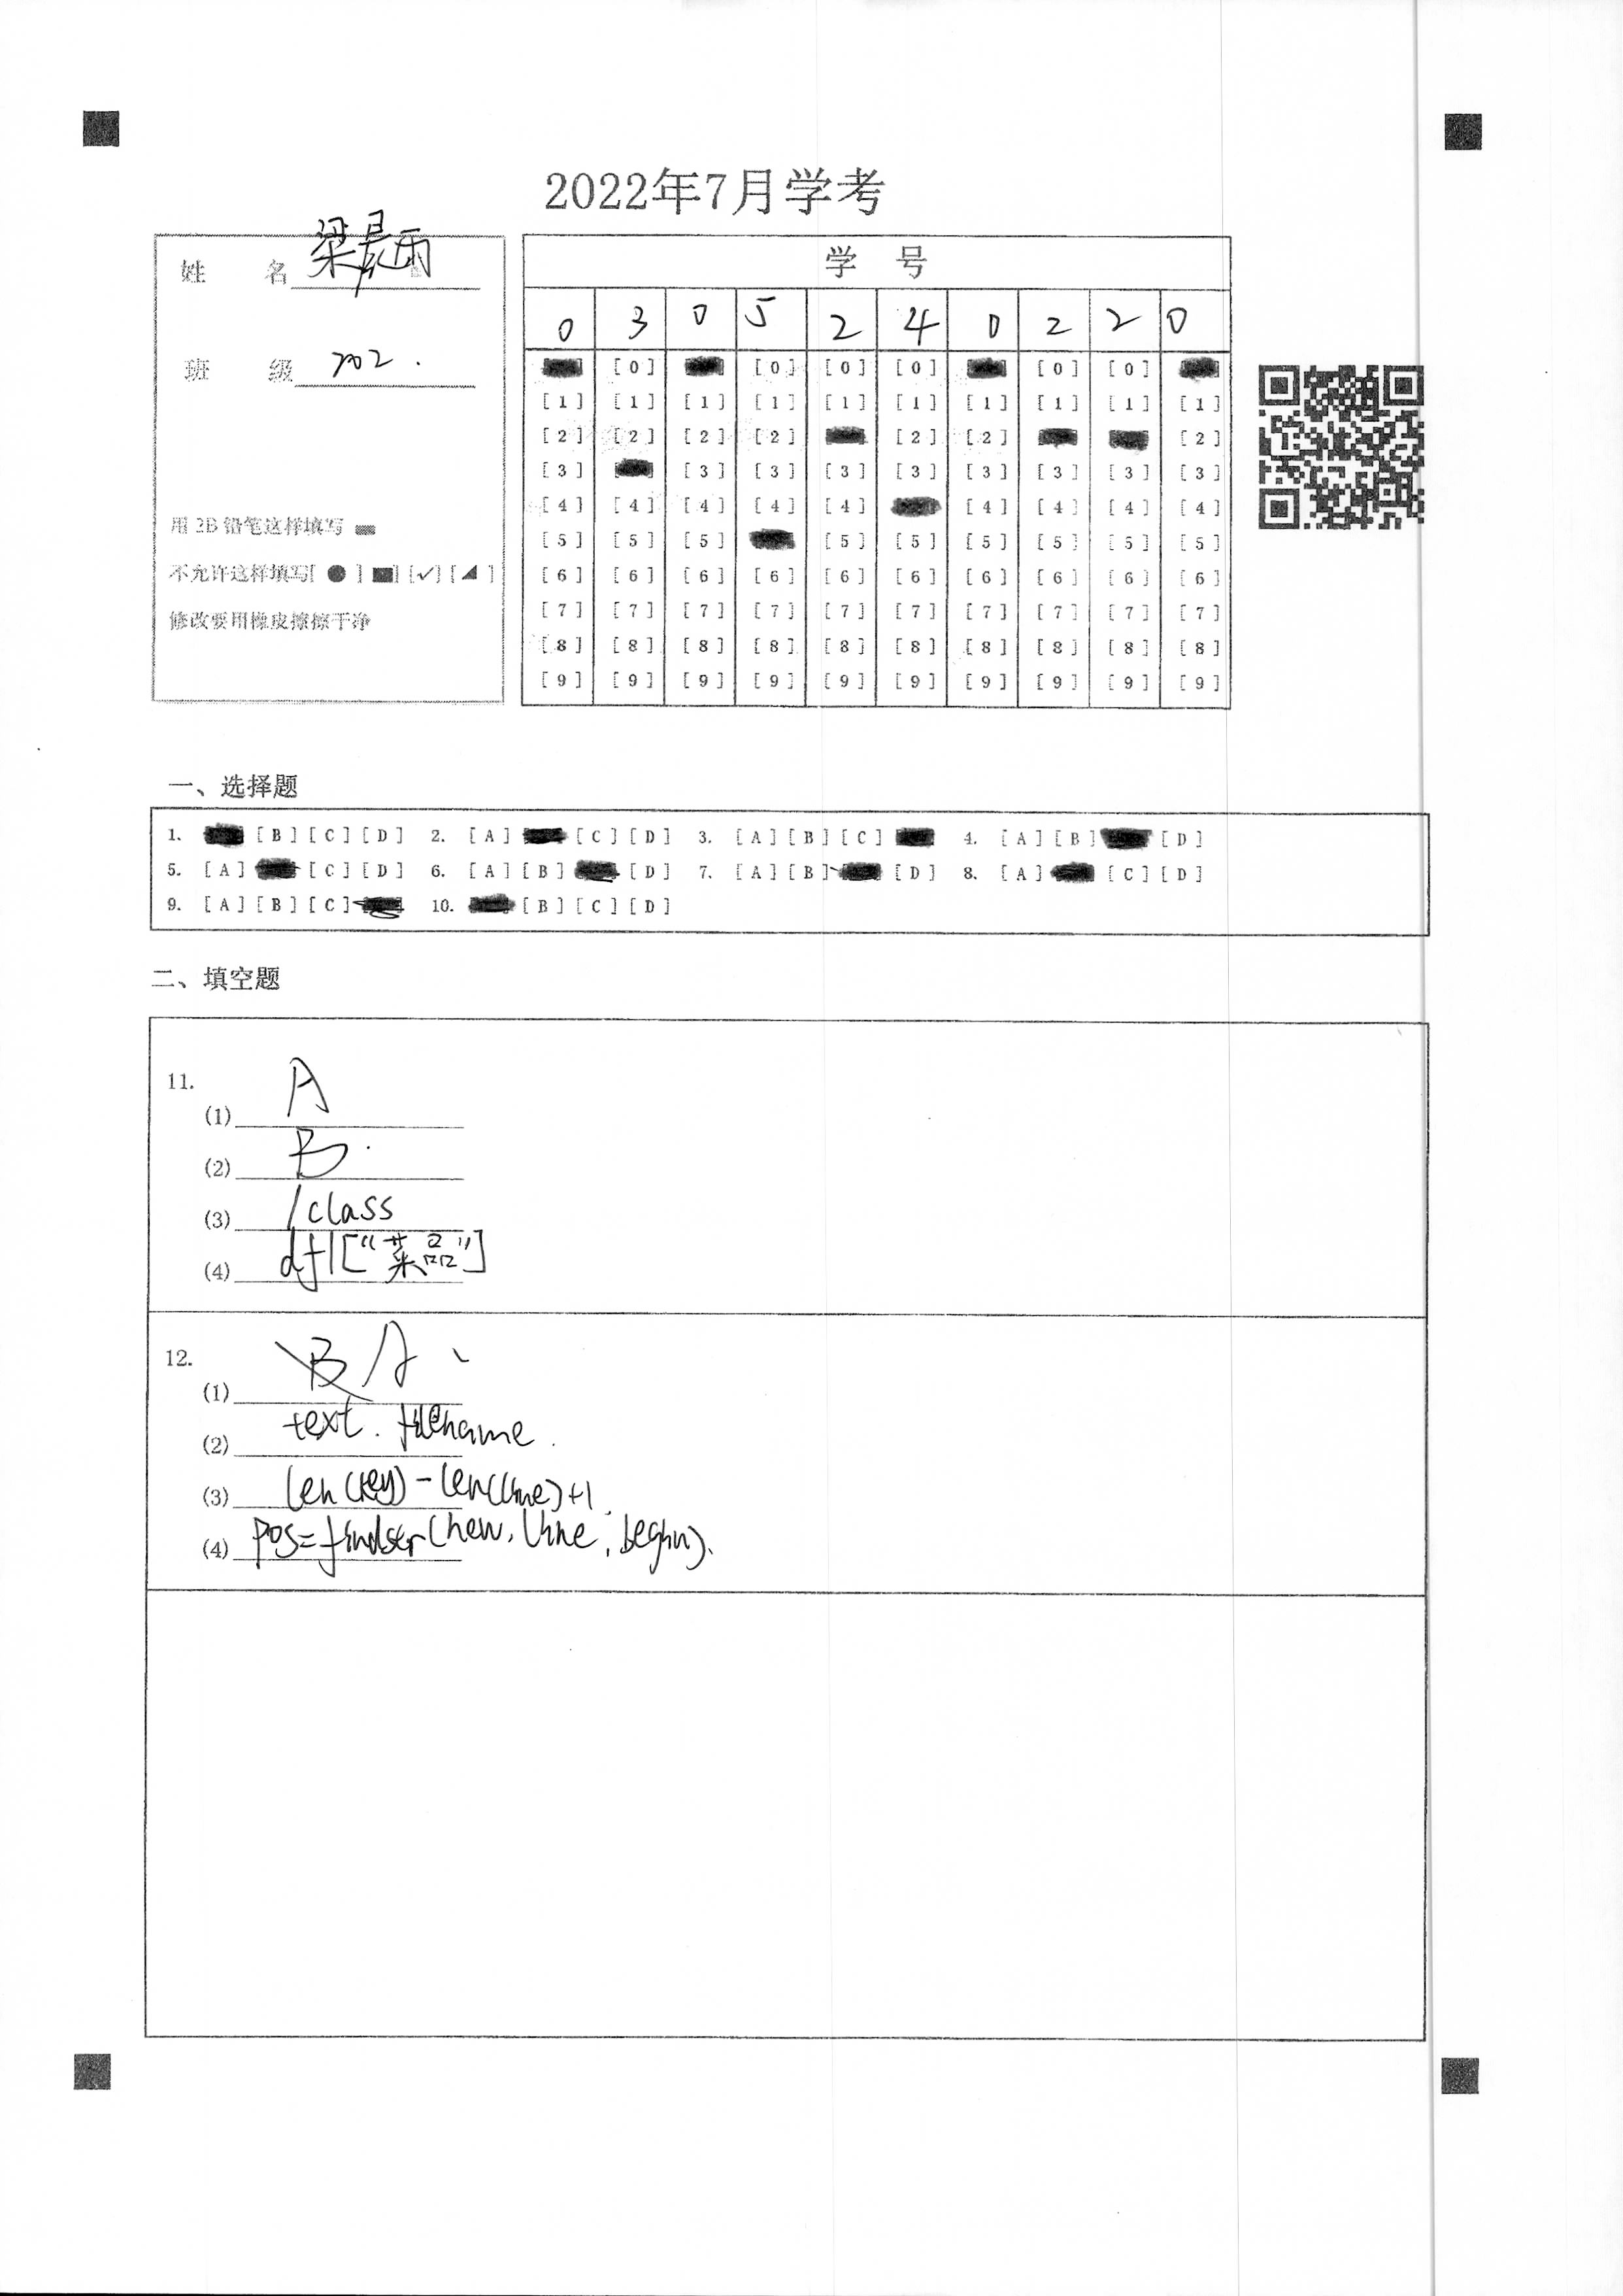 2022年7月学考
姓 名 梁晨雨
班 级 702.
用2B铅笔这样填写
不允许这样填写[ ● ] [■] [✓] [◢ ]
修改要用橡皮擦擦干净
学 号
0 3 0 5 2 4 0 2 2 0
[0] [0] [0] [0] [0] [0]
[1] [1] [1] [1] [1] [1] [1] [1] [1] [1]
[2] [2] [2] [2] [2] [2] [2]
[3] [3] [3] [3] [3] [3] [3] [3] [3]
[4] [4] [4] [4] [4] [4] [4] [4] [4]
[5] [5] [5] [5] [5] [5] [5] [5] [5]
[6] [6] [6] [6] [6] [6] [6] [6] [6] [6]
[7] [7] [7] [7] [7] [7] [7] [7] [7] [7]
[8] [8] [8] [8] [8] [8] [8] [8] [8] [8]
[9] [9] [9] [9] [9] [9] [9] [9] [9] [9]
一、选择题
1. [B] [C] [D] 2. [A] [C] [D] 3. [A] [B] [C] 4. [A] [B] [D]
5. [A] [C] [D] 6. [A] [B] [D] 7. [A] [B] [D] 8. [A] [C] [D]
9. [A] [B] [C] 10. [B] [C] [D]
二、填空题
11.
(1) A
(2) B.
(3) /class
(4) df1["菜品"]
12.
(1) B A
(2) text. filename.
(3) len(key)-len(line)+1
(4) pos=findstr(new, line, begin).